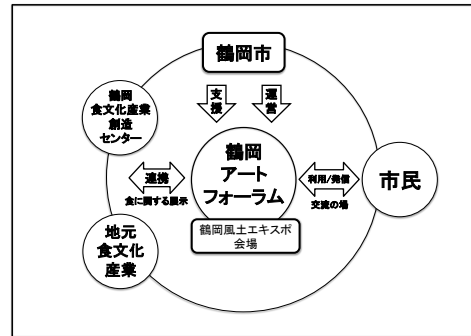 鶴岡市
支援
運営
鶴岡
食文化産業
創造
センター
鶴岡
アート
フォーラム
連携
食に関する展示
利用/発信
交流の場
市民
地元
食文化
産業
鶴岡風土エキスポ
会場